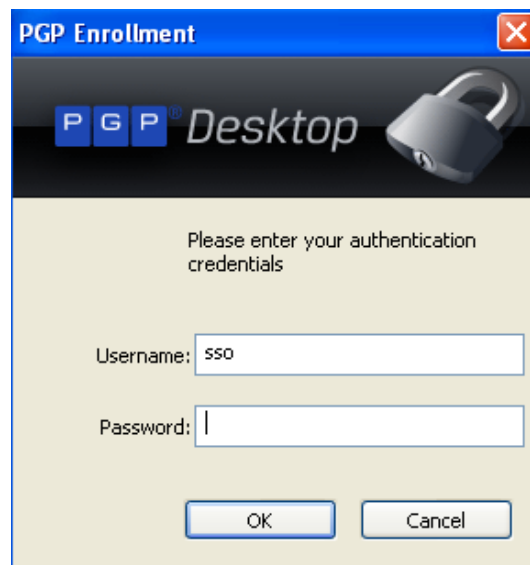 PGP Enrollment
PGP® Desktop
Please enter your authentication
credentials
Username: sso
Password:
OK Cancel